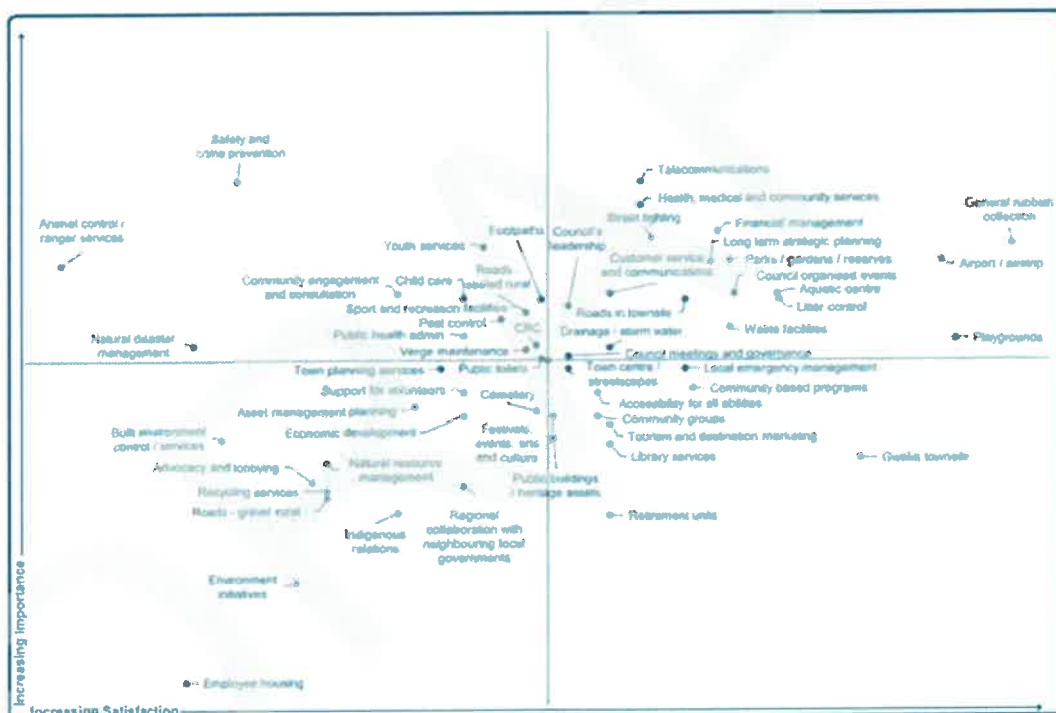 Safety and
crime prevention
Telecommunications
Health, medical and community services
General rubbish
collection
Animal control /
ranger services
Street lighting
Financial management
Footpaths
Council's
leadership
Youth services
Long term strategic planning
Customer service
and communications
Parks / gardens / reserves
Airport / airstrip
Roads
sealed rural
Council organised events
Community engagement
and consultation
Child care
Aquatic centre
Litter control
Sport and recreation facilities
Roads in townsite
Pest control
CRC
Drainage / storm water
Waste facilities
Public health admin
Playgrounds
Natural disaster
management
Verge maintenance
Council meetings and governance
Town planning services
Public toilets
Town centre /
streetscapes
Local emergency management
Support for volunteers
Community based programs
Cemetery
Accessibility for all abilities
Asset management planning
Community groups
Economic development
Festivals,
events, arts
and culture
Tourism and destination marketing
Built environment
control / services
Library services
townsite
Advocacy and lobbying
Natural resource
management
Public buildings
/ heritage assets
Recycling services
Roads - gravel rural
Indigenous
relations
Regional
collaboration with
neighbouring local
governments
Retirement units
Environment
initiatives
Employee housing
Increasing Importance
Increasing Satisfaction